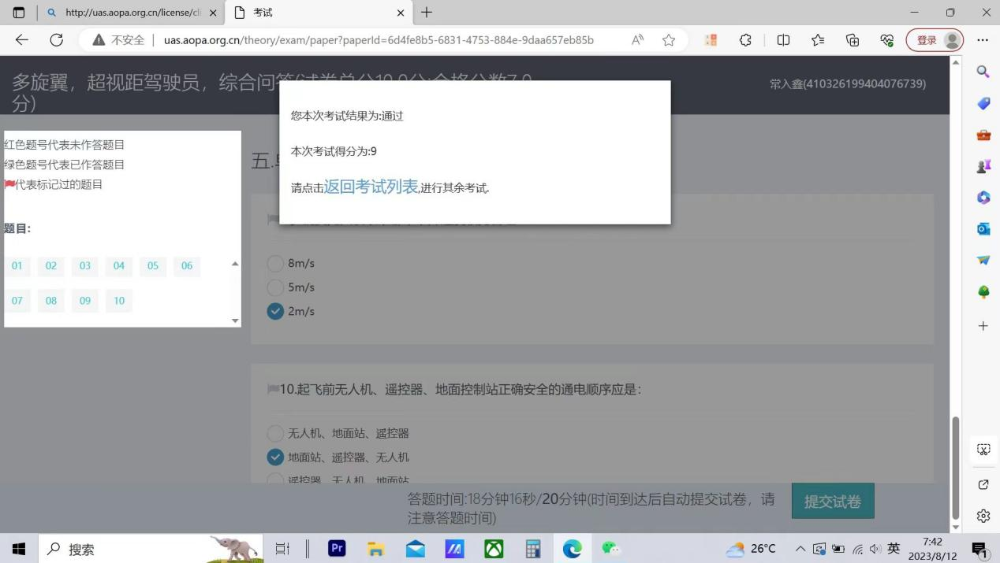 http://uas.aopa.org.cn/license/cli
考试
不安全
uas.aopa.org.cn/theory/exam/paper?paperId=6d4fe8b5-6831-4753-884e-9daa657eb85b
登录
多旋翼，超视距驾驶员，综合问答(试卷总分10.0分:合格分数7.0
分)
常入鑫(410326199404076739)
您本次考试结果为:通过
本次考试得分为:9
请点击返回考试列表,进行其余考试.
红色题号代表未作答题目
绿色题号代表已作答题目
代表标记过的题目
题目:
01 02 03 04 05 06
07 08 09 10
五.
8m/s
5m/s
2m/s
10.起飞前无人机、遥控器、地面控制站正确安全的通电顺序应是:
无人机、地面站、遥控器
地面站、遥控器、无人机
遥控器、无人机、地面站
答题时间:18分钟16秒/20分钟(时间到达后自动提交试卷，请
注意答题时间)
提交试卷
搜索
Pr
26°C
英
7:42
2023/8/12
1